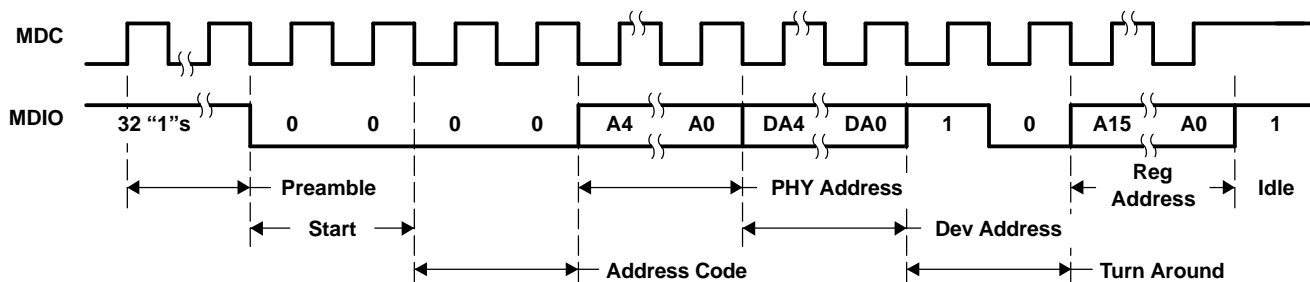 MDC
MDIO
32 “1”s 0 0 0 0 A4 A0 DA4 DA0 1 0 A15 A0 1
Preamble PHY Address Reg Address Idle
Start Dev Address
Address Code Turn Around